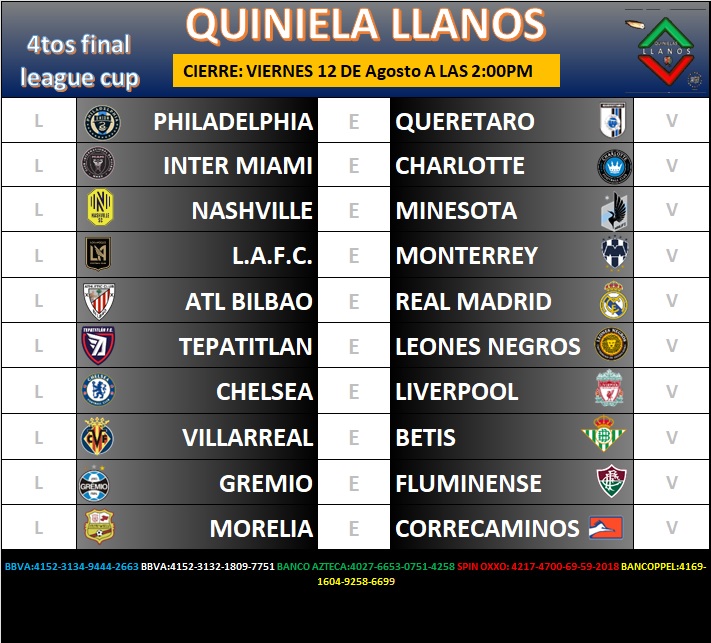 QUINIELA LLANOS
4tos final
league cup
CIERRE: VIERNES 12 DE Agosto A LAS 2:00PM
QUINIELAS
LLANOS
L PHILADELPHIA E QUERETARO V
L INTER MIAMI E CHARLOTTE V
L NASHVILLE E MINESOTA V
L L.A.F.C. E MONTERREY V
L ATL BILBAO E REAL MADRID V
L TEPATITLAN E LEONES NEGROS V
L CHELSEA E LIVERPOOL V
L VILLARREAL E BETIS V
L GREMIO E FLUMINENSE V
L MORELIA E CORRECAMINOS V
BBVA:4152-3134-9444-2663 BBVA:4152-3132-1809-7751 BANCO AZTECA:4027-6653-0751-4258 SPIN OXXO: 4217-4700-69-59-2018 BANCOPPEL:4169-
1604-9258-6699